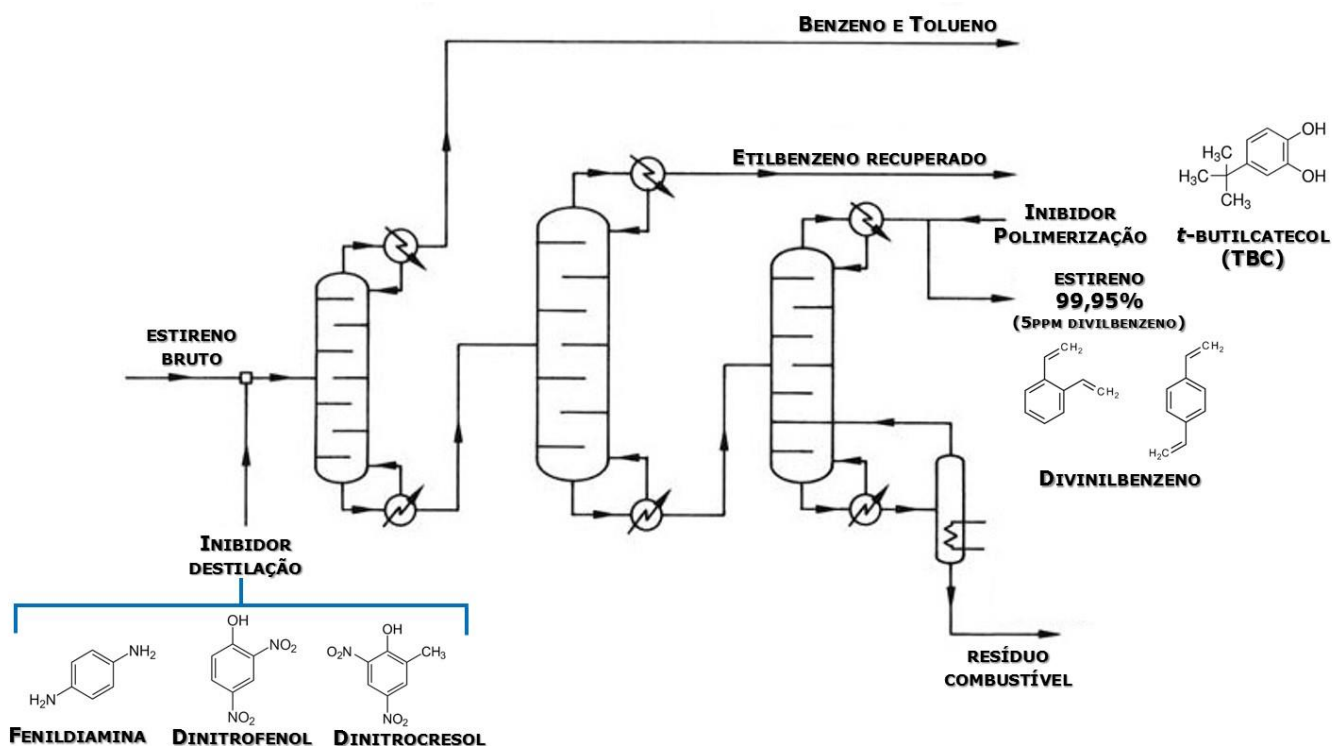 BENZENO E TOLUENO
ETILBENZENO RECUPERADO
INIBIDOR
POLIMERIZAÇÃO
OH
OH
H₃C
H₃C
CH₃
t-BUTILCATECOL
(TBC)
ESTIRENO
99,95%
(5PPM DIVILBENZENO)
ESTIRENO
BRUTO
CH₂
CH₂
CH₂
H₂C
DIVINILBENZENO
INIBIDOR
DESTILAÇÃO
NH₂
H₂N
FENILDIAMINA
OH
NO₂
NO₂
DINITROFENOL
OH
NO₂
CH₃
NO₂
DINITROCRESOL
RESÍDUO
COMBUSTÍVEL